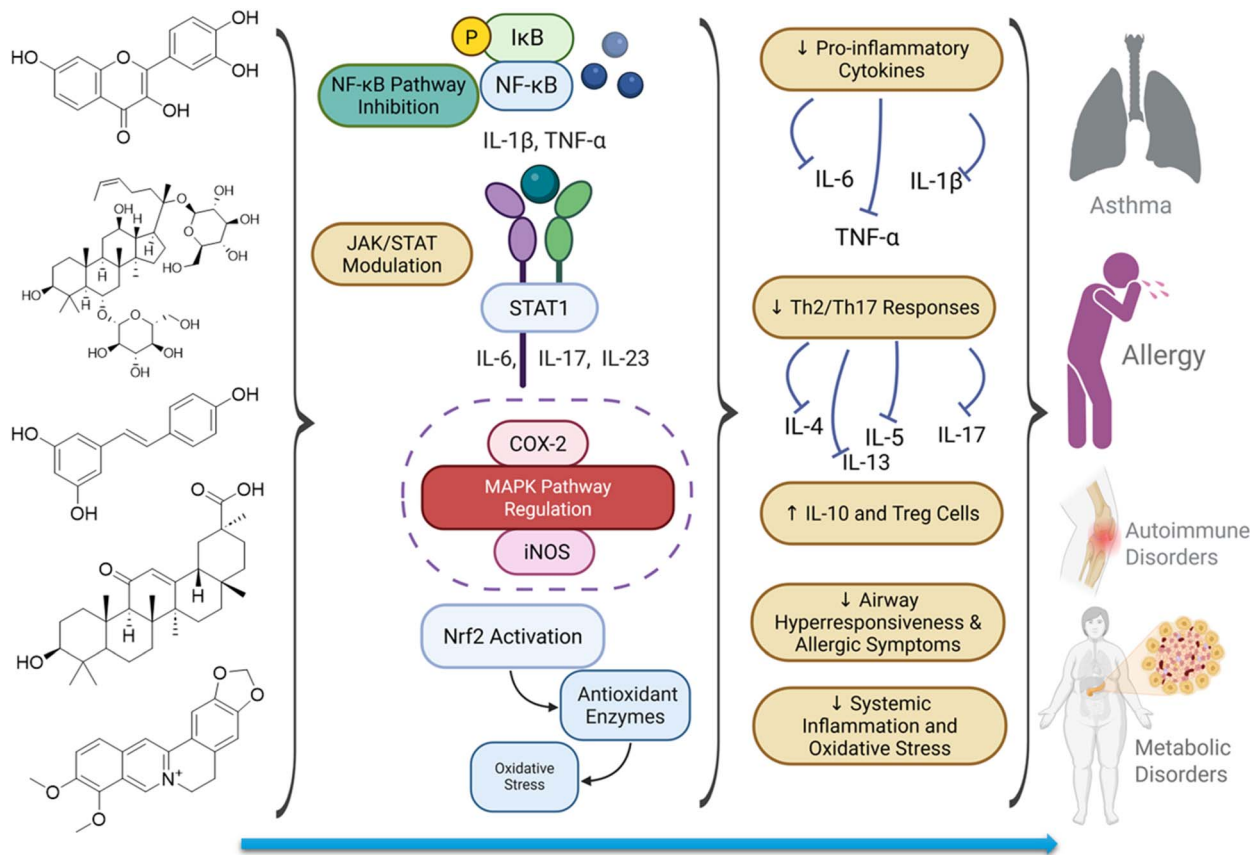 OH
OH
HO
O
OH
O
OH
OH
H
O
OH
O
OH
H
HO
OH
HO
H
O
O
OH
HO
OH
OH
OH
HO
OH
O
OH
O
H
H
HO
O
O
N+
O
O
P
IκB
NF-κB
NF-κB Pathway
Inhibition
IL-1β, TNF-α
JAK/STAT
Modulation
STAT1
IL-6, IL-17, IL-23
COX-2
MAPK Pathway
Regulation
iNOS
Nrf2 Activation
Antioxidant
Enzymes
Oxidative
Stress
↓ Pro-inflammatory
Cytokines
IL-6
IL-1β
TNF-α
↓ Th2/Th17 Responses
IL-4
IL-13
IL-5
IL-17
↑ IL-10 and Treg Cells
↓ Airway
Hyperresponsiveness &
Allergic Symptoms
↓ Systemic
Inflammation and
Oxidative Stress
Asthma
Allergy
Autoimmune
Disorders
Metabolic
Disorders